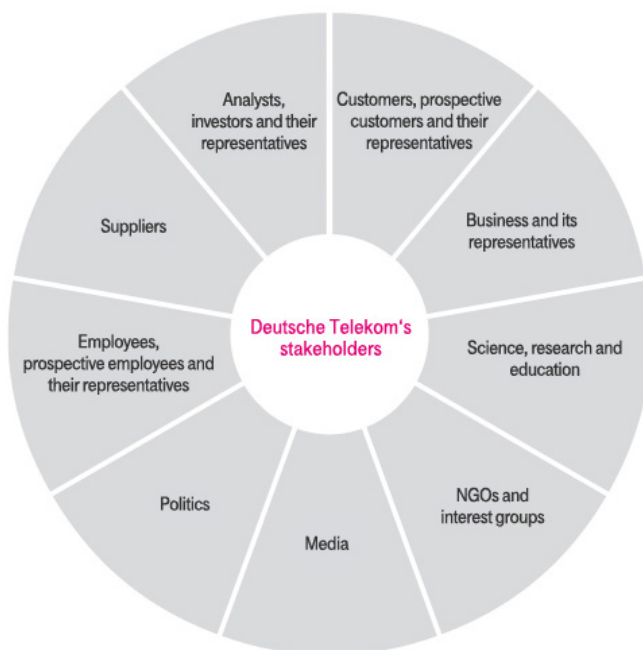 Analysts,
investors and their
representatives
Customers, prospective
customers and their
representatives
Business and its
representatives
Science, research and
education
NGOs and
interest groups
Media
Politics
Employees,
prospective employees and
their representatives
Suppliers
Deutsche Telekom‘s
stakeholders